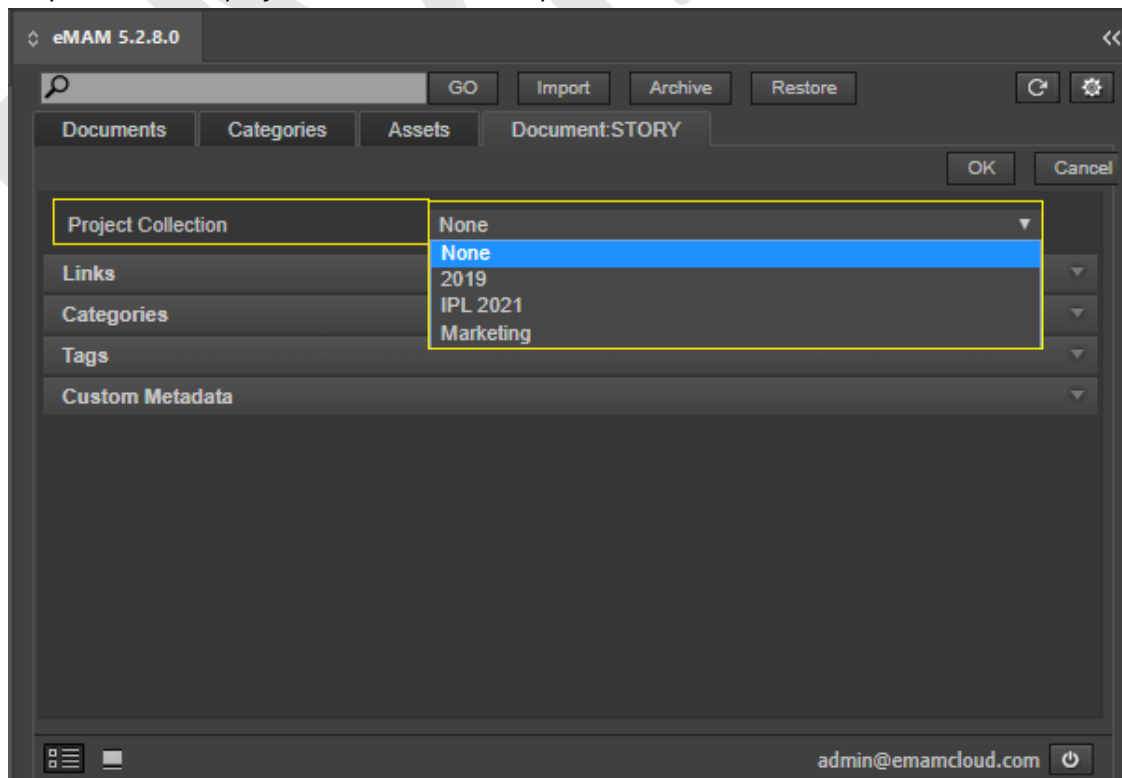 eMAM 5.2.8.0
GO Import Archive Restore
Documents Categories Assets Document:STORY
OK Cancel
Project Collection None
None
Links
2019
Categories
IPL 2021
Marketing
Tags
Custom Metadata
admin@emamcloud.com